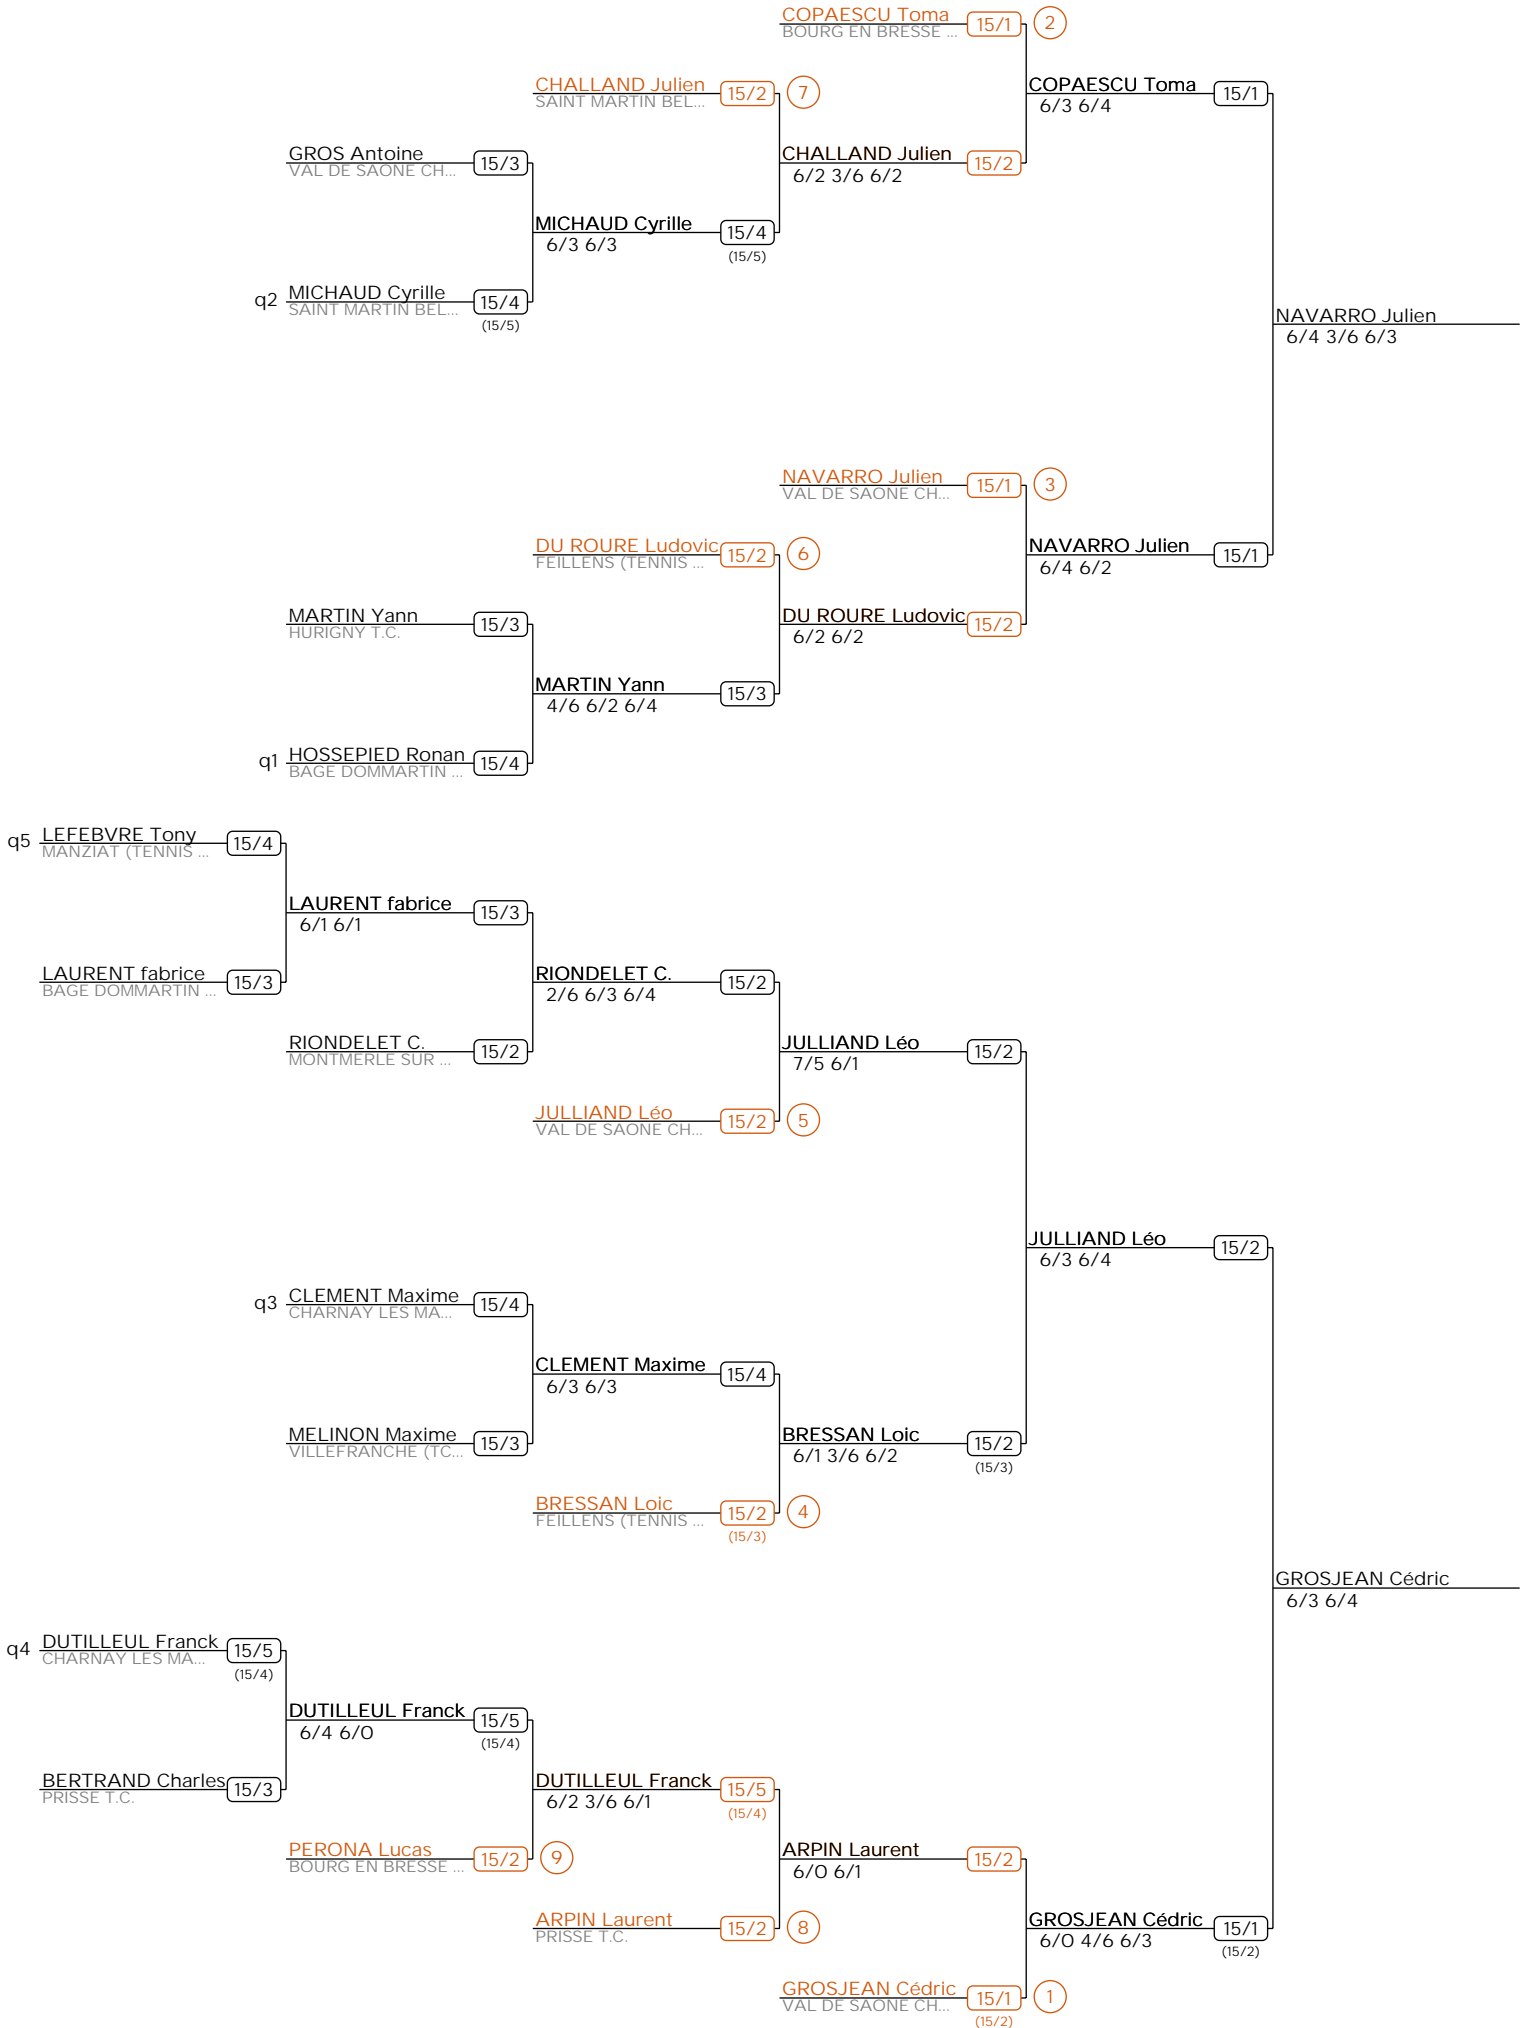 COPAESCU Toma 15/1 2
BOURG EN BRESSE ...
CHALLAND Julien 15/2 7
SAINT MARTIN BEL...
COPAESCU Toma 15/1
6/3 6/4
GROS Antoine 15/3
VAL DE SAONE CH...
CHALLAND Julien 15/2
6/2 3/6 6/2
MICHAUD Cyrille 15/4
6/3 6/3
(15/5)
q2 MICHAUD Cyrille 15/4
SAINT MARTIN BEL...
(15/5)
NAVARRO Julien
6/4 3/6 6/3
NAVARRO Julien 15/1 3
VAL DE SAONE CH...
DU ROURE Ludovic 15/2 6
FEILLENS (TENNIS ...
NAVARRO Julien 15/1
6/4 6/2
MARTIN Yann 15/3
HURIGNY T.C.
DU ROURE Ludovic 15/2
6/2 6/2
MARTIN Yann 15/3
4/6 6/2 6/4
q1 HOSSEPIED Ronan 15/4
BAGE DOMMARTIN ...
q5 LEFEBVRE Tony 15/4
MANZIAT (TENNIS ...
LAURENT fabrice 15/3
6/1 6/1
LAURENT fabrice 15/3
BAGE DOMMARTIN ...
RIONDELET C. 15/2
2/6 6/3 6/4
RIONDELET C. 15/2
MONTMERLE SUR ...
JULLIAND Léo 15/2
7/5 6/1
JULLIAND Léo 15/2 5
VAL DE SAONE CH...
JULLIAND Léo 15/2
6/3 6/4
q3 CLEMENT Maxime 15/4
CHARNAY LES MA...
CLEMENT Maxime 15/4
6/3 6/3
MELINON Maxime 15/3
VILLEFRANCHE (TC...
BRESSAN Loic 15/2
6/1 3/6 6/2
(15/3)
BRESSAN Loic 15/2 4
FEILLENS (TENNIS ...
(15/3)
GROSJEAN Cédric
6/3 6/4
q4 DUTILLEUL Franck 15/5
CHARNAY LES MA...
(15/4)
DUTILLEUL Franck 15/5
6/4 6/0
(15/4)
BERTRAND Charles 15/3
PRISSE T.C.
DUTILLEUL Franck 15/5
6/2 3/6 6/1
(15/4)
PERONA Lucas 15/2 9
BOURG EN BRESSE ...
ARPIN Laurent 15/2
6/0 6/1
ARPIN Laurent 15/2 8
PRISSE T.C.
GROSJEAN Cédric 15/1
6/0 4/6 6/3
(15/2)
GROSJEAN Cédric 15/1 1
VAL DE SAONE CH...
(15/2)